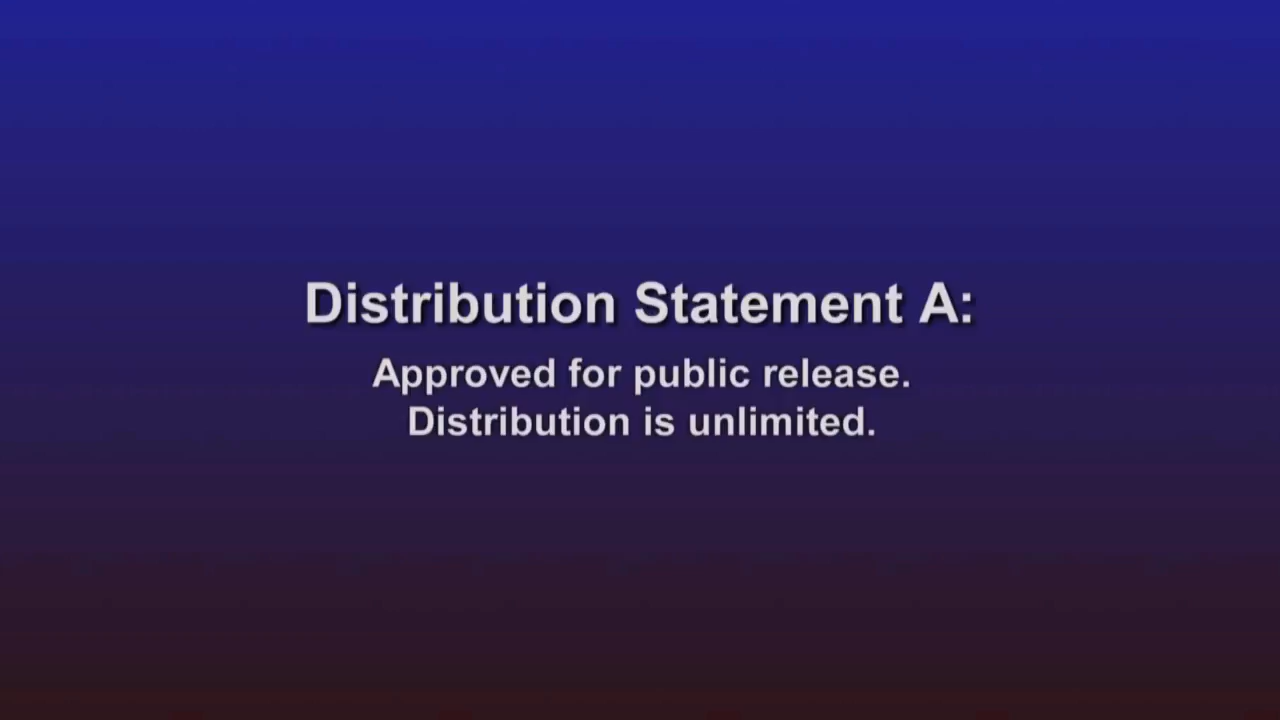 Distribution Statement A:
Approved for public release.
Distribution is unlimited.